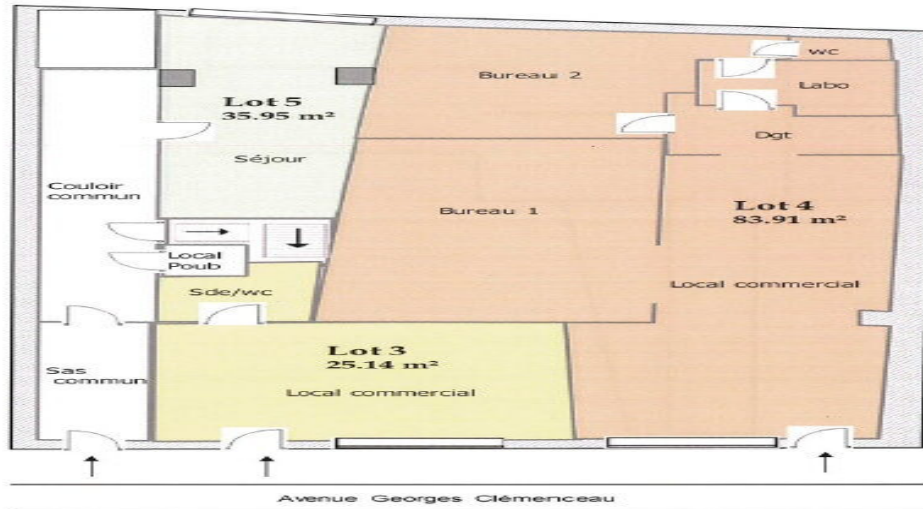 wc
Bureau 2
Labo
Lot 5
35.95 m²
Dgt
Séjour
Couloir
commun
Bureau 1
Lot 4
83.91 m²
Local
Poub
Sde/wc
Local commercial
Lot 3
25.14 m²
Sas
commun
Local commercial
Avenue Georges Clémenceau